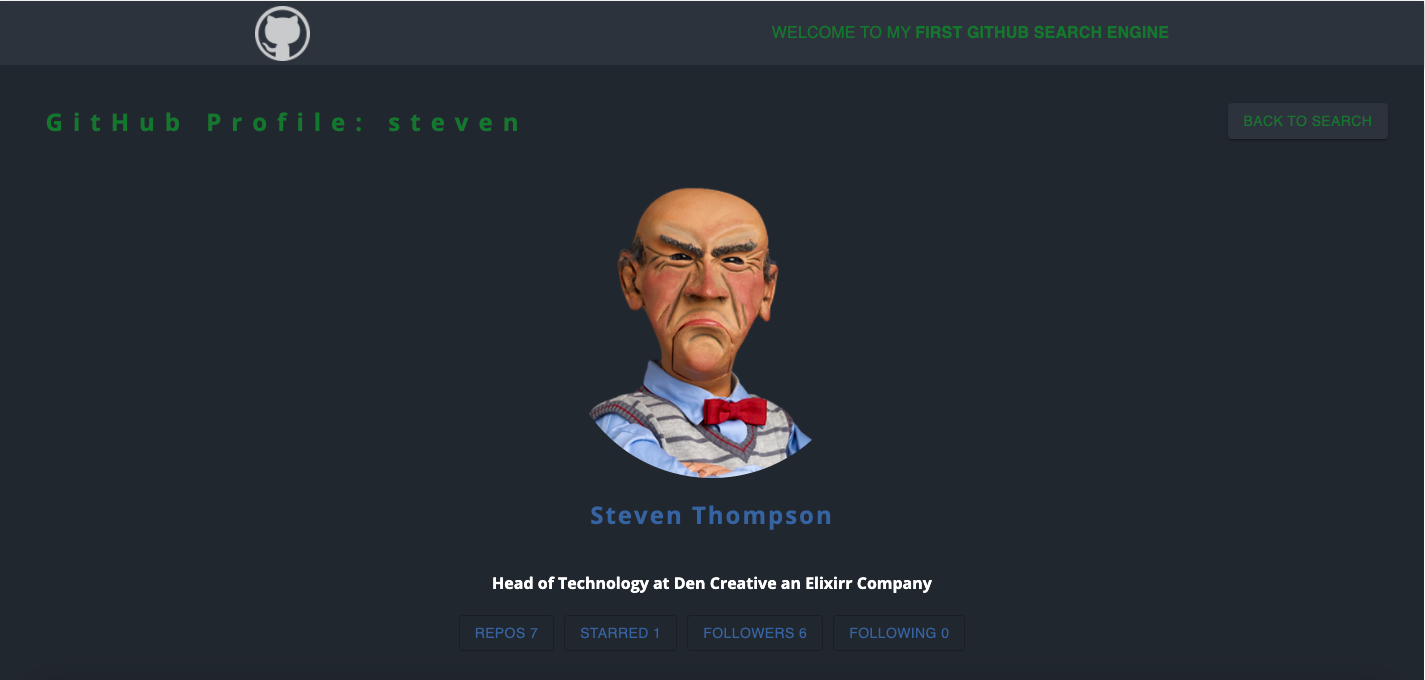 WELCOME TO MY FIRST GITHUB SEARCH ENGINE
GitHub Profile: steven
BACK TO SEARCH
Steven Thompson
Head of Technology at Den Creative an Elixirr Company
REPOS 7 STARRED 1 FOLLOWERS 6 FOLLOWING 0